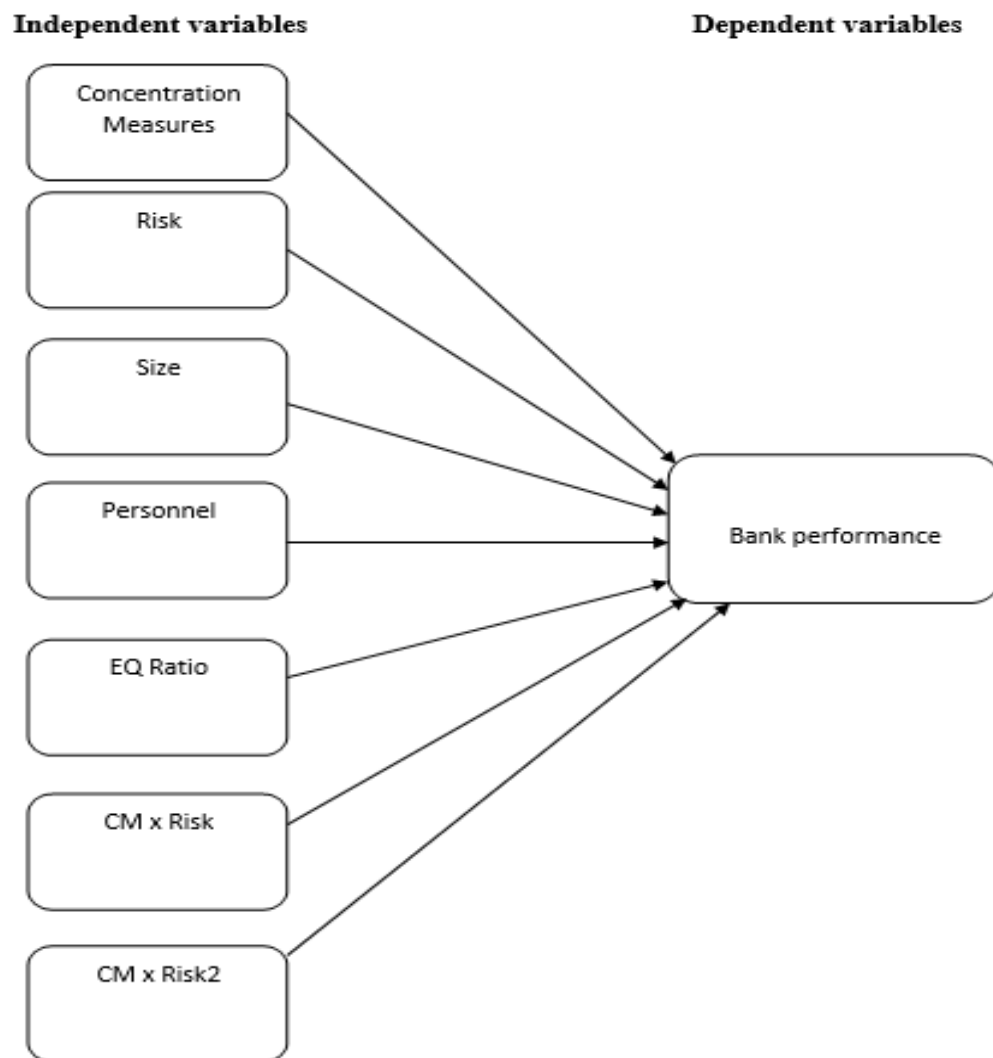 Independent variables
Dependent variables
Concentration
Measures
Risk
Size
Personnel
Bank performance
EQ Ratio
CM x Risk
CM x Risk2